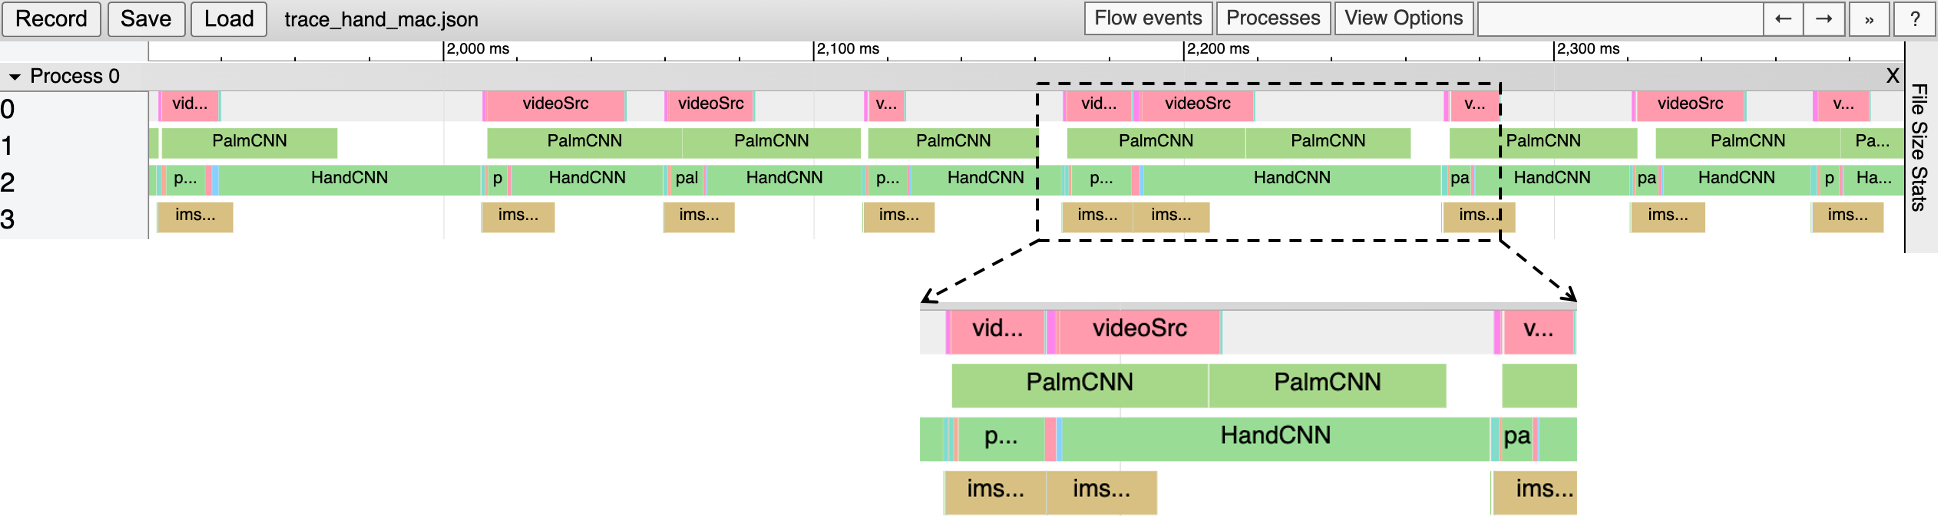 Record Save Load trace_hand_mac.json Flow events Processes View Options ← → » ?
2,000 ms 2,100 ms 2,200 ms 2,300 ms
▼ Process 0 X
0 vid... videoSrc videoSrc v... vid... videoSrc v... videoSrc v...
1 PalmCNN PalmCNN PalmCNN PalmCNN PalmCNN PalmCNN PalmCNN PalmCNN Pa...
2 p... HandCNN p HandCNN pal HandCNN p... HandCNN p... HandCNN pa HandCNN pa HandCNN p Ha...
3 ims... ims... ims... ims... ims... ims... ims... ims... ims...
File Size Stats
vid... videoSrc v...
PalmCNN PalmCNN
p... HandCNN pa
ims... ims... ims...